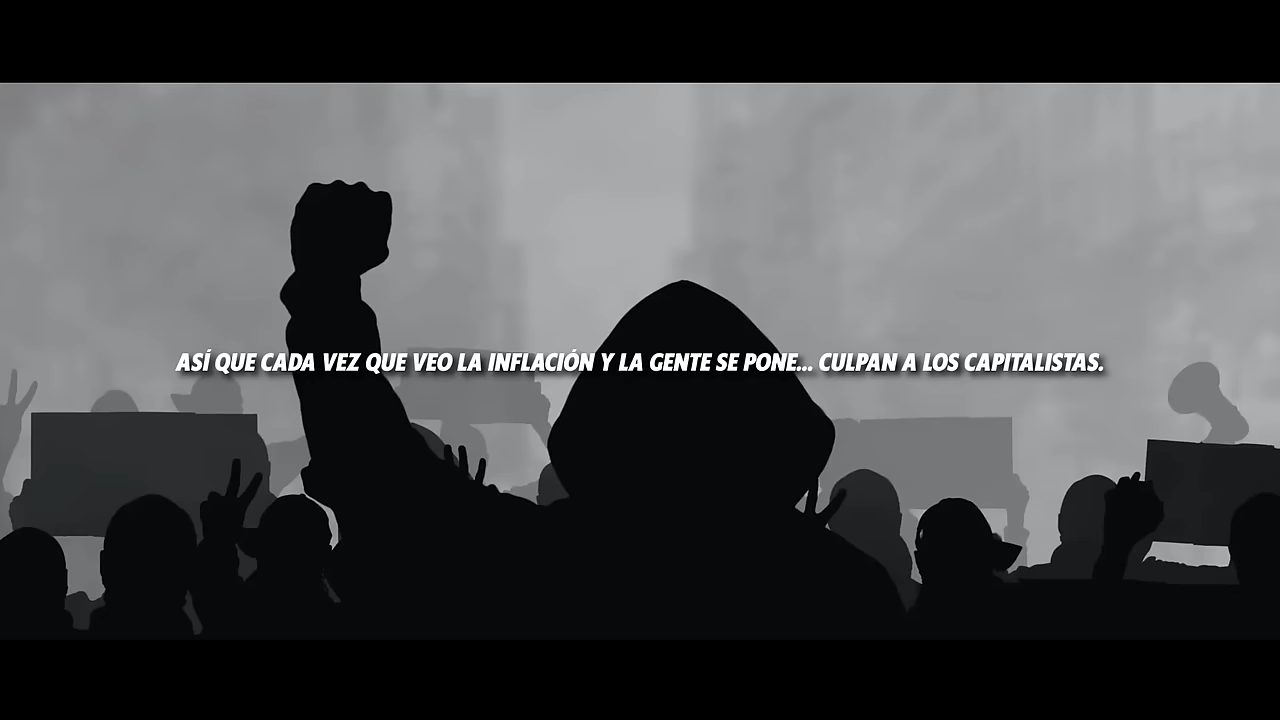 ASÍ QUE CADA VEZ QUE VEO LA INFLACIÓN Y LA GENTE SE PONE... CULPAN A LOS CAPITALISTAS.